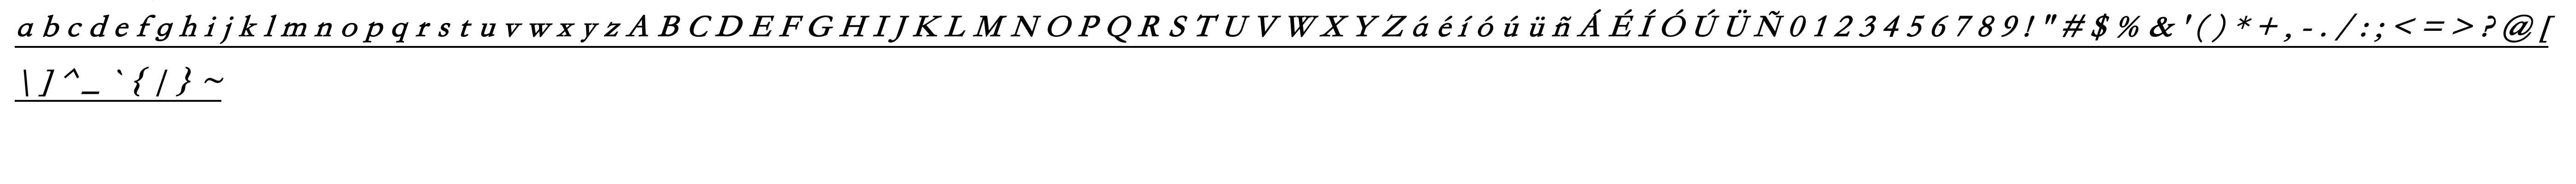 a b c d e f g h i j k l m n o p q r s t u v w x y z A B C D E F G H I J K L M N O P Q R S T U V W X Y Z á é í ó ú ü ñ Á É Í Ó Ú Ü Ñ 0 1 2 3 4 5 6 7 8 9 ! " # $ % & ' ( ) * + , - . / : ; < = > ? @ [
\ ] ^ _ ` { | } ~